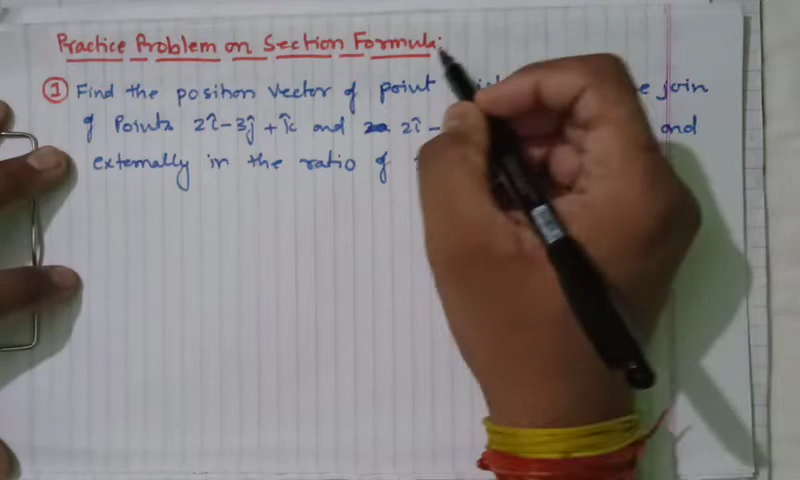 Practice Problem on Section Formula:
① Find the position vector of point join
of Points 2î-3ĵ+k̂ and 2î- and
externally in the ratio of